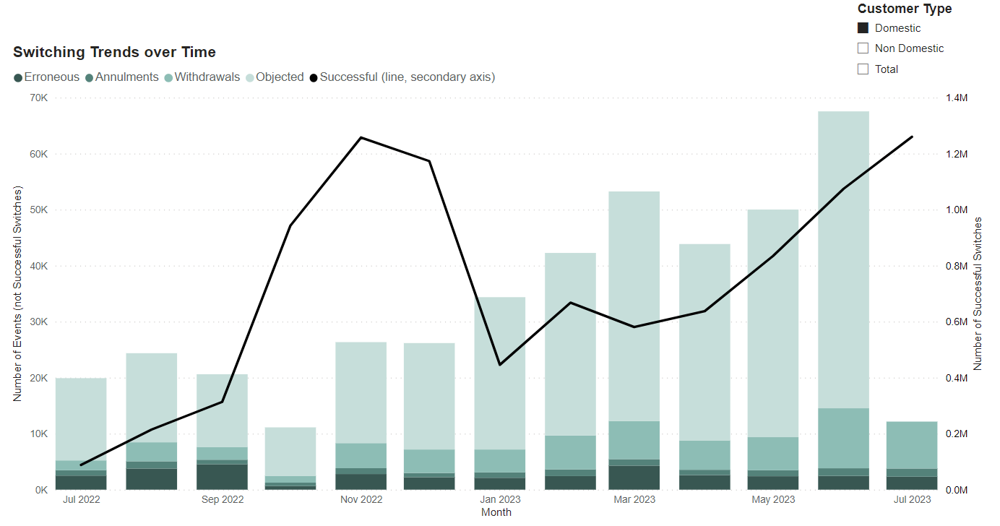 Customer Type
Domestic
Non Domestic
Total
Switching Trends over Time
Erroneous Annulments Withdrawals Objected Successful (line, secondary axis)
Number of Events (not Successful Switches)
70K
60K
50K
40K
30K
20K
10K
0K
1.4M
1.2M
1.0M
0.8M
0.6M
0.4M
0.2M
0.0M
Number of Successful Switches
Jul 2022 Sep 2022 Nov 2022 Jan 2023 Mar 2023 May 2023 Jul 2023
Month